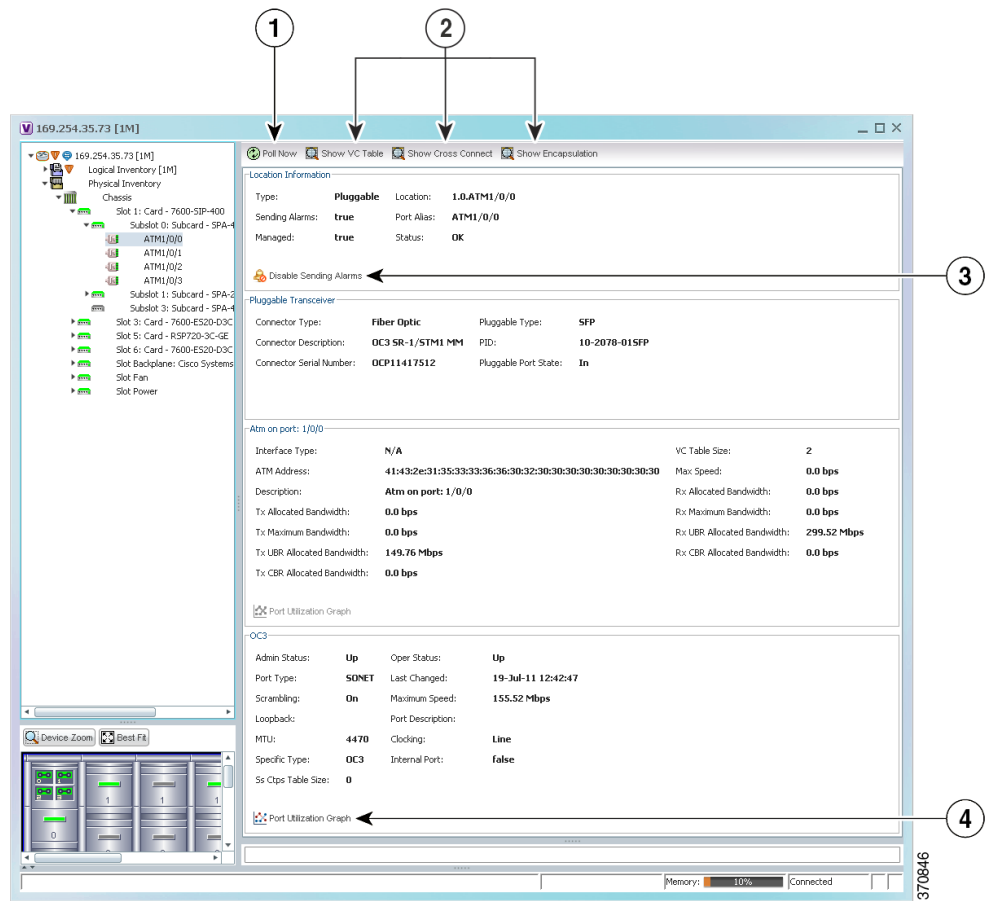 1
2
V 169.254.35.73 [1M]
169.254.35.73 [1M]
Logical Inventory [1M]
Physical Inventory
Chassis
Slot 1: Card - 7600-SIP-400
Subslot 0: Subcard - SPA-4
ATM1/0/0
ATM1/0/1
ATM1/0/2
ATM1/0/3
Subslot 1: Subcard - SPA-2
Subslot 3: Subcard - SPA-4
Slot 3: Card - 7600-ES20-D3C
Slot 5: Card - RSP720-3C-GE
Slot 6: Card - 7600-ES20-D3C
Slot Backplane: Cisco Systems
Slot Fan
Slot Power
Device Zoom Best Fit
0
1
1
1
Poll Now Show VC Table Show Cross Connect Show Encapsulation
Location Information
Type: Pluggable Location: 1.0.ATM1/0/0
Sending Alarms: true Port Alias: ATM1/0/0
Managed: true Status: OK
Disable Sending Alarms
3
Pluggable Transceiver
Connector Type: Fiber Optic Pluggable Type: SFP
Connector Description: OC3 SR-1/STM1 MM PID: 10-2078-01SFP
Connector Serial Number: OCP11417512 Pluggable Port State: In
Atm on port: 1/0/0
Interface Type: N/A VC Table Size: 2
ATM Address: 41:43:2e:31:35:33:33:36:36:30:32:30:30:30:30:30:30:30:30:30 Max Speed: 0.0 bps
Description: Atm on port: 1/0/0 Rx Allocated Bandwidth: 0.0 bps
Tx Allocated Bandwidth: 0.0 bps Rx Maximum Bandwidth: 0.0 bps
Tx Maximum Bandwidth: 0.0 bps Rx UBR Allocated Bandwidth: 299.52 Mbps
Tx UBR Allocated Bandwidth: 149.76 Mbps Rx CBR Allocated Bandwidth: 0.0 bps
Tx CBR Allocated Bandwidth: 0.0 bps
Port Utilization Graph
OC3
Admin Status: Up Oper Status: Up
Port Type: SONET Last Changed: 19-Jul-11 12:42:47
Scrambling: On Maximum Speed: 155.52 Mbps
Loopback: Port Description:
MTU: 4470 Clocking: Line
Specific Type: OC3 Internal Port: false
Ss Ctps Table Size: 0
Port Utilization Graph
4
Memory: 10% Connected
370846